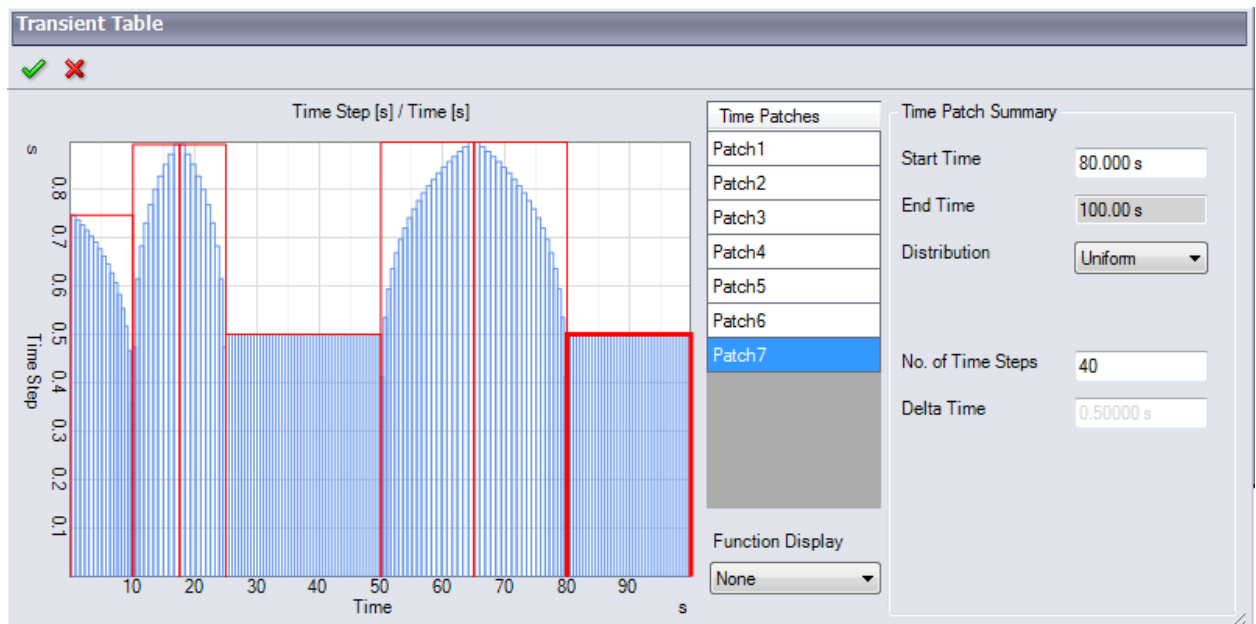 Transient Table
Time Step [s] / Time [s]
s
0.8
0.7
0.6
0.5
0.4
0.3
0.2
0.1
Time Step
10 20 30 40 50 60 70 80 90
Time
s
Time Patches
Patch1
Patch2
Patch3
Patch4
Patch5
Patch6
Patch7
Function Display
None
Time Patch Summary
Start Time 80.000 s
End Time 100.00 s
Distribution Uniform
No. of Time Steps 40
Delta Time 0.50000 s